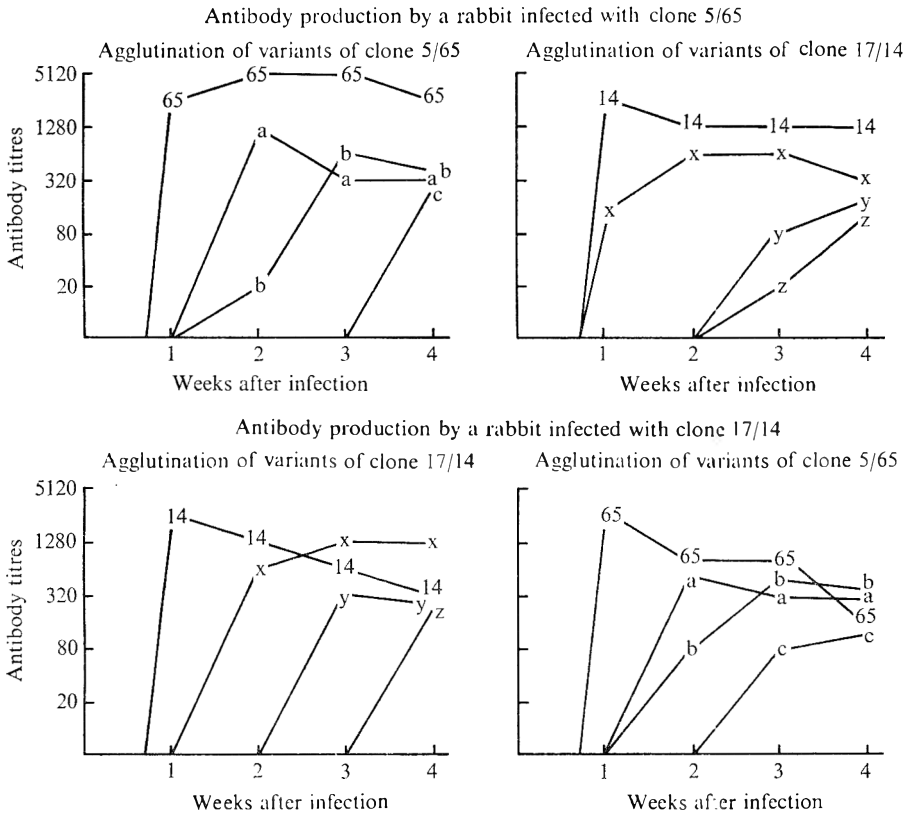 Antibody production by a rabbit infected with clone 5/65
Agglutination of variants of clone 5/65
Agglutination of variants of clone 17/14
Antibody titres
5120
1280
320
80
20
65
65
65
65
a
a
a
b
b
b
c
1
2
3
4
Weeks after infection
14
14
14
14
x
x
x
x
y
y
z
z
1
2
3
4
Weeks after infection
Antibody production by a rabbit infected with clone 17/14
Agglutination of variants of clone 17/14
Agglutination of variants of clone 5/65
Antibody titres
5120
1280
320
80
20
14
14
14
14
x
x
x
y
y
z
1
2
3
4
Weeks after infection
65
65
65
65
a
a
a
b
b
b
c
c
1
2
3
4
Weeks after infection